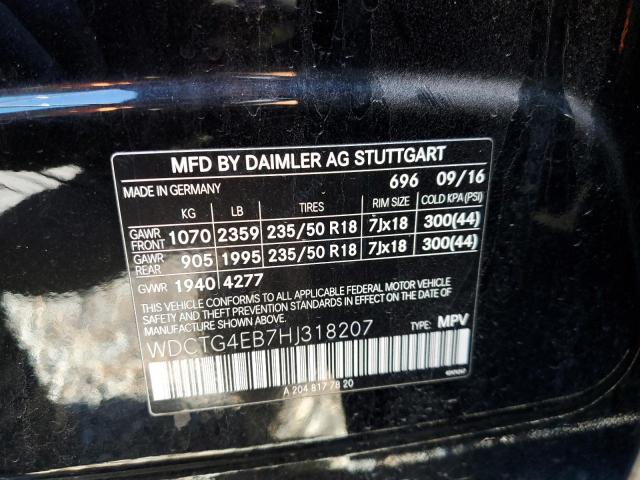 MFD BY DAIMLER AG STUTTGART
MADE IN GERMANY 696 09/16
KG LB TIRES RIM SIZE COLD KPA (PSI)
GAWR FRONT 1070 2359 235/50 R18 7Jx18 300(44)
GAWR REAR 905 1995 235/50 R18 7Jx18 300(44)
GVWR 1940 4277
THIS VEHICLE CONFORMS TO ALL APPLICABLE FEDERAL MOTOR VEHICLE
SAFETY AND THEFT PREVENTION STANDARDS IN EFFECT ON THE DATE OF
MANUFACTURE SHOWN ABOVE.
WDCTG4EB7HJ318207 TYPE: MPV
A 204 817 78 20